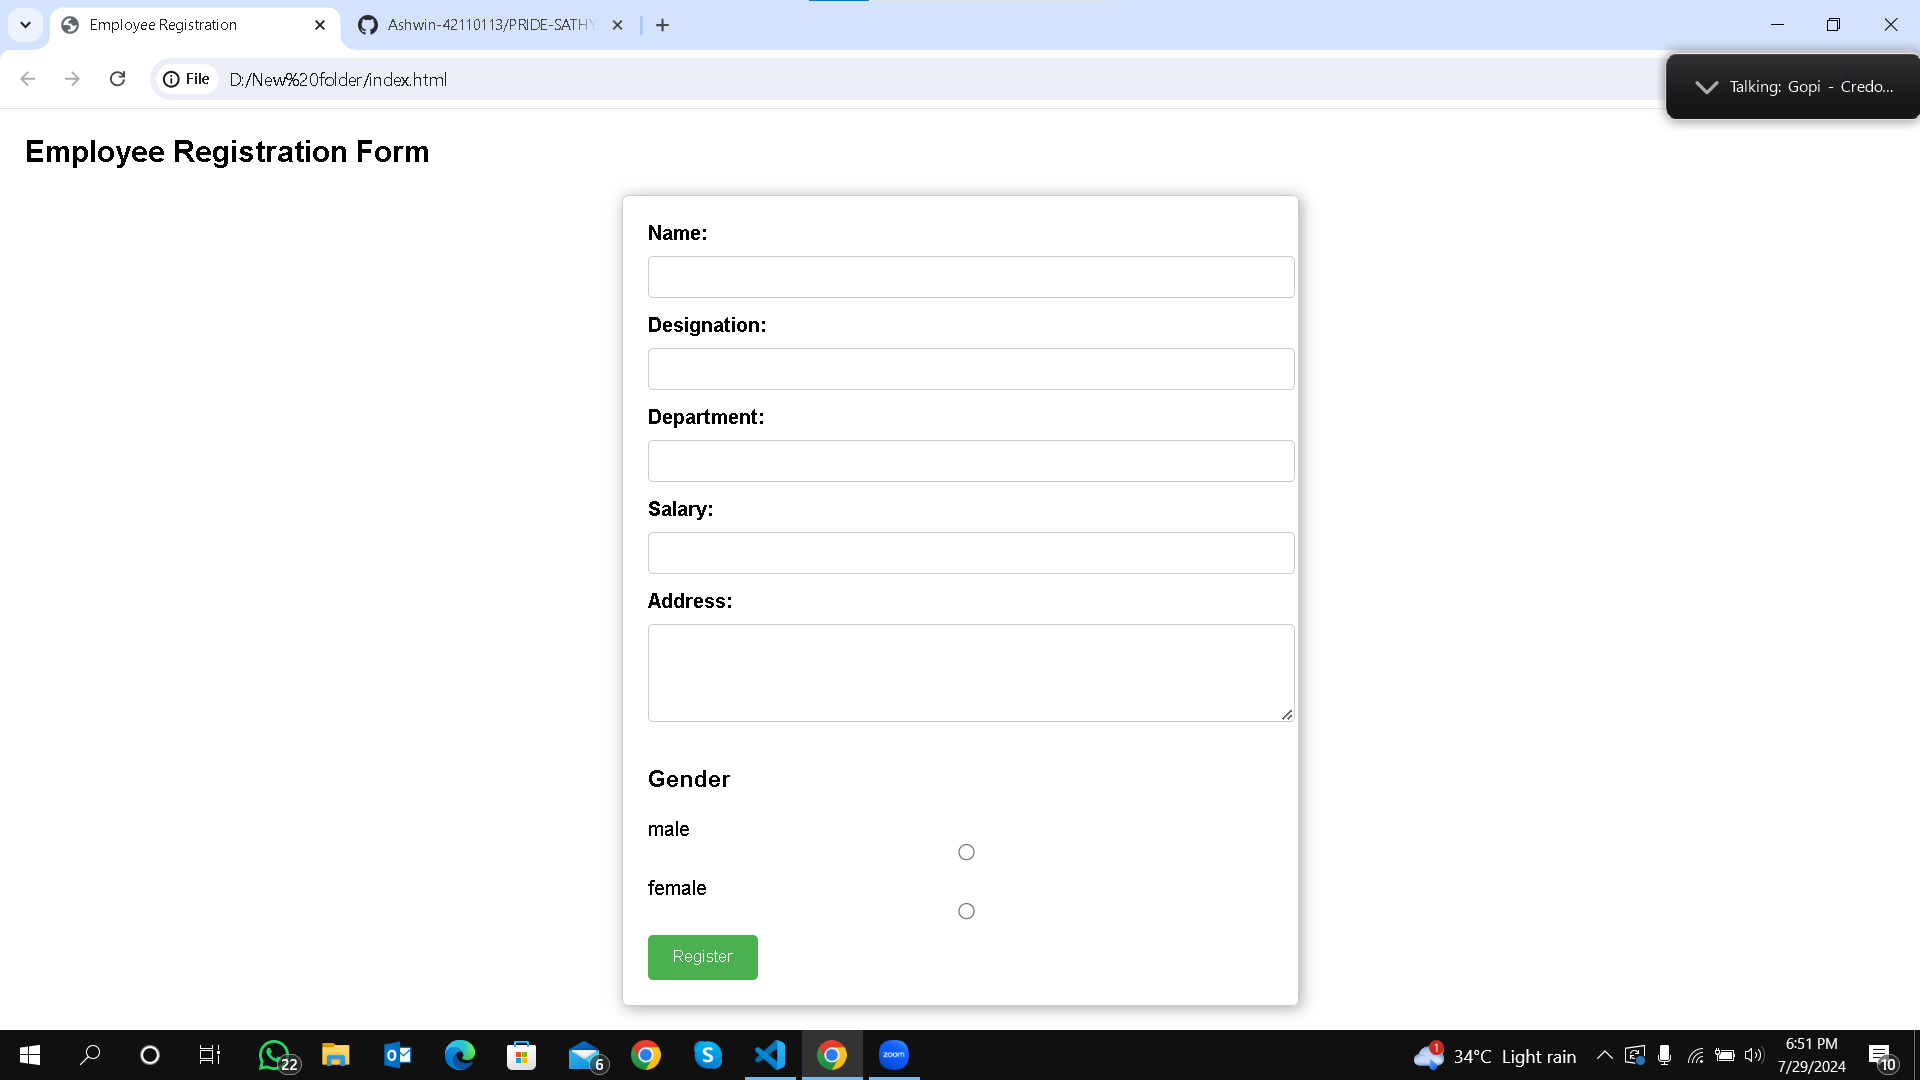 Employee Registration
Ashwin-42110113/PRIDE-SATHY
File
D:/New%20folder/index.html
Talking: Gopi - Credo...
Employee Registration Form
Name:
Designation:
Department:
Salary:
Address:
Gender
male
female
Register
22
6
zoom
1
34°C Light rain
6:51 PM
7/29/2024
10